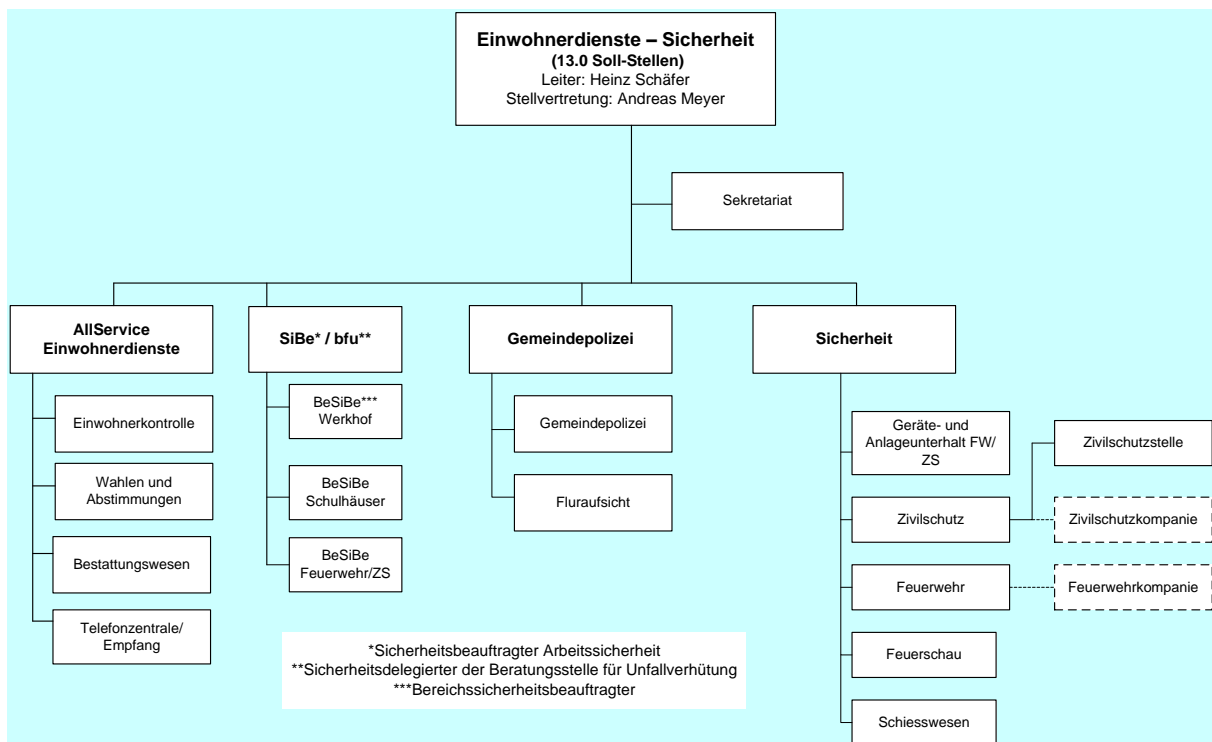 Einwohnerdienste – Sicherheit
(13.0 Soll-Stellen)
Leiter: Heinz Schäfer
Stellvertretung: Andreas Meyer
Sekretariat
AllService
Einwohnerdienste
Einwohnerkontrolle
Wahlen und
Abstimmungen
Bestattungswesen
Telefonzentrale/
Empfang
SiBe* / bfu**
BeSiBe***
Werkhof
BeSiBe
Schulhäuser
BeSiBe
Feuerwehr/ZS
Gemeindepolizei
Gemeindepolizei
Fluraufsicht
Sicherheit
Geräte- und
Anlageunterhalt FW/
ZS
Zivilschutz
Feuerwehr
Feuerschau
Schiesswesen
Zivilschutzstelle
Zivilschutzkompanie
Feuerwehrkompanie
*Sicherheitsbeauftragter Arbeitssicherheit
**Sicherheitsdelegierter der Beratungsstelle für Unfallverhütung
***Bereichssicherheitsbeauftragter